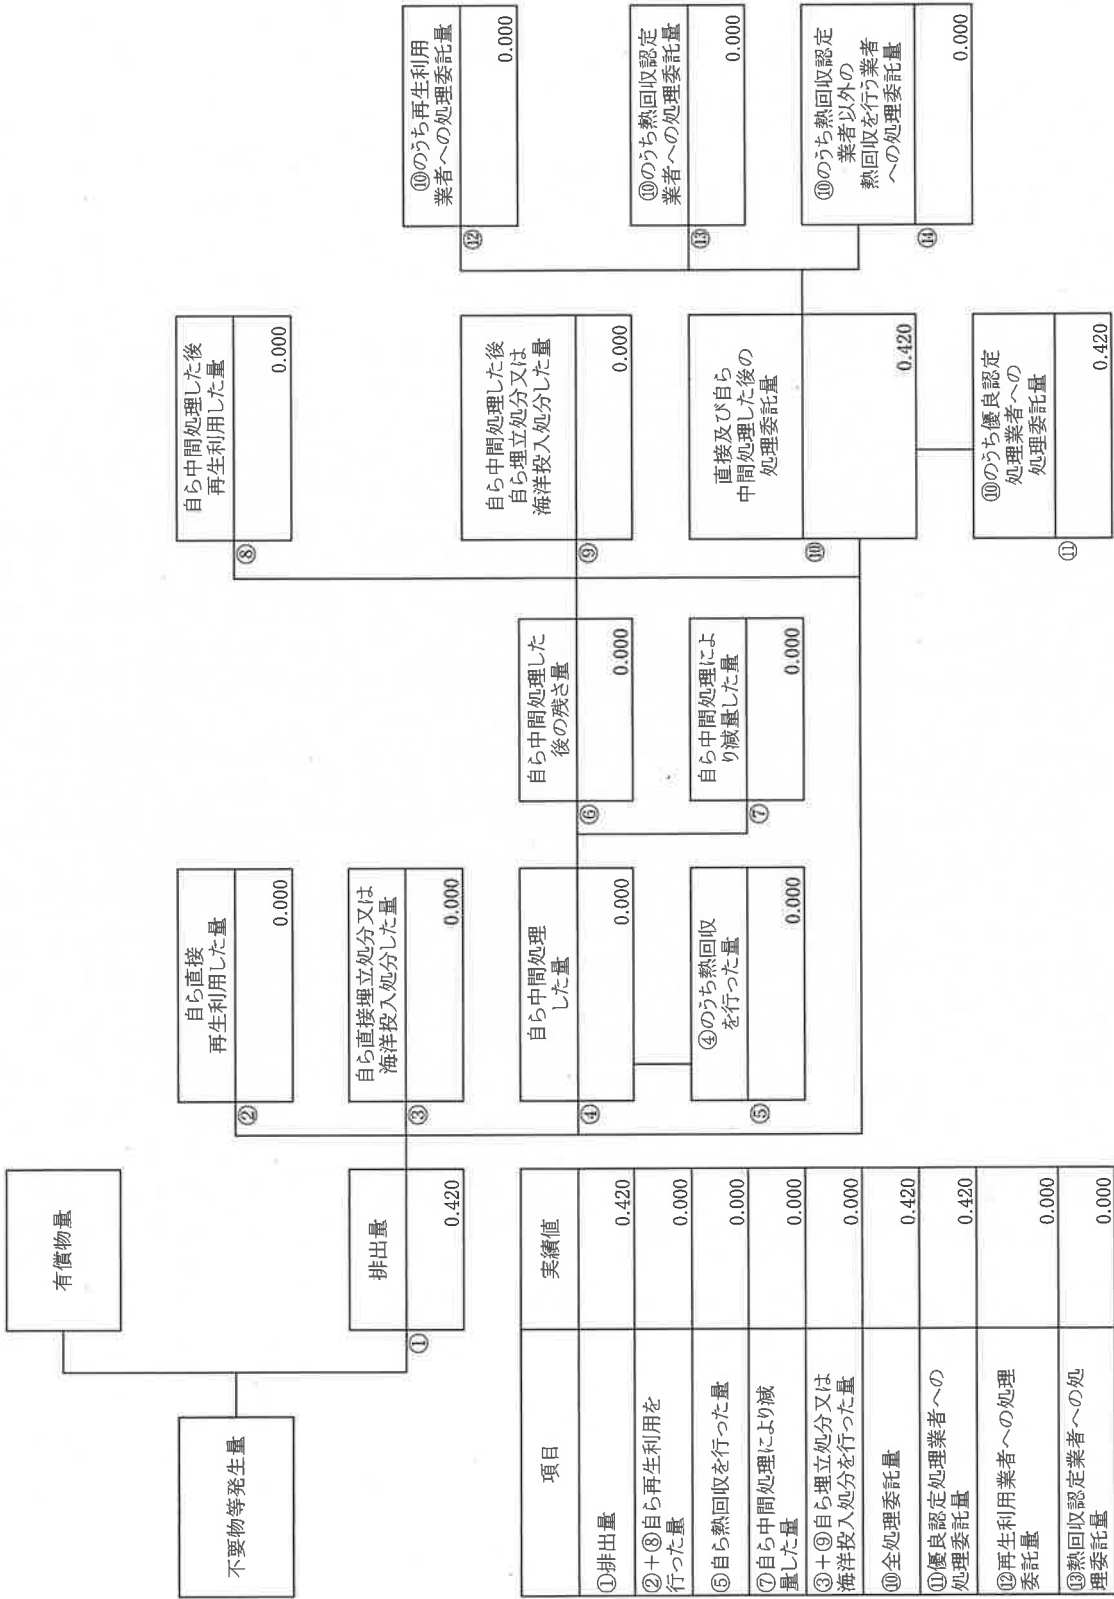 有償物量
不要物等発生量
排出量
①
0.420
自ら直接
再生利用した量
②
0.000
自ら直接埋立処分又は
海洋投入処分した量
③
0.000
自ら中間処理
した量
④
0.000
④のうち熱回収
を行った量
⑤
0.000
自ら中間処理した
後の残さ量
⑥
0.000
自ら中間処理によ
り減量した量
⑦
0.000
自ら中間処理した後
再生利用した量
⑧
0.000
自ら中間処理した後
自ら埋立処分又は
海洋投入処分した量
⑨
0.000
直接及び自ら
中間処理した後の
処理委託量
⑩
0.420
⑩のうち優良認定
処理業者への
処理委託量
⑪
0.420
⑩のうち再生利用
業者への処理委託量
⑫
0.000
⑩のうち熱回収認定
業者への処理委託量
⑬
0.000
⑩のうち熱回収認定
業者以外の
熱回収を行う業者
への処理委託量
⑭
0.000
項目 実績値
①排出量 0.420
②+⑧自ら再生利用を
行った量 0.000
⑤自ら熱回収を行った量 0.000
⑦自ら中間処理により減
量した量 0.000
③+⑨自ら埋立処分又は
海洋投入処分を行った量 0.000
⑩全処理委託量 0.420
⑪優良認定処理業者への
処理委託量 0.420
⑫再生利用業者への処理
委託量 0.000
⑬熱回収認定業者への処
理委託量 0.000